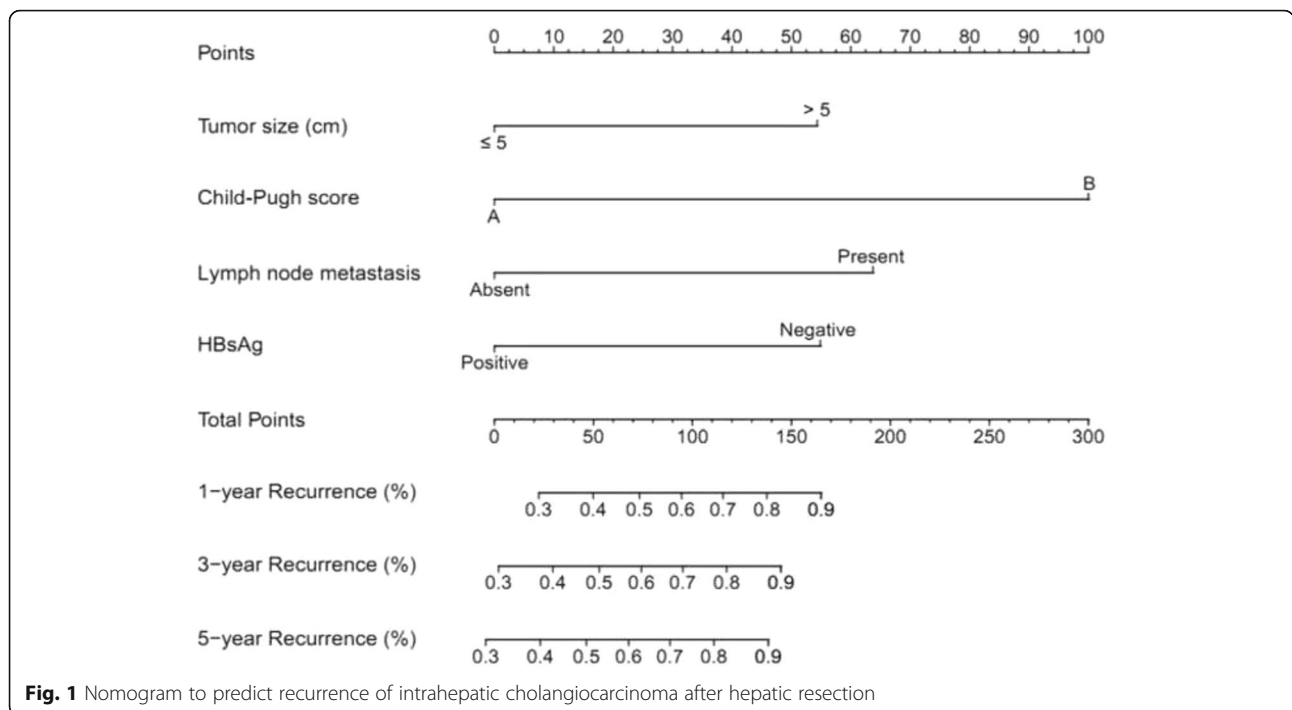 Points 0 10 20 30 40 50 60 70 80 90 100
> 5
Tumor size (cm)
≤ 5
B
Child-Pugh score
A
Present
Lymph node metastasis
Absent
Negative
HBsAg
Positive
Total Points
0 50 100 150 200 250 300
1−year Recurrence (%)
0.3 0.4 0.5 0.6 0.7 0.8 0.9
3−year Recurrence (%)
0.3 0.4 0.5 0.6 0.7 0.8 0.9
5−year Recurrence (%)
0.3 0.4 0.5 0.6 0.7 0.8 0.9
Fig. 1 Nomogram to predict recurrence of intrahepatic cholangiocarcinoma after hepatic resection